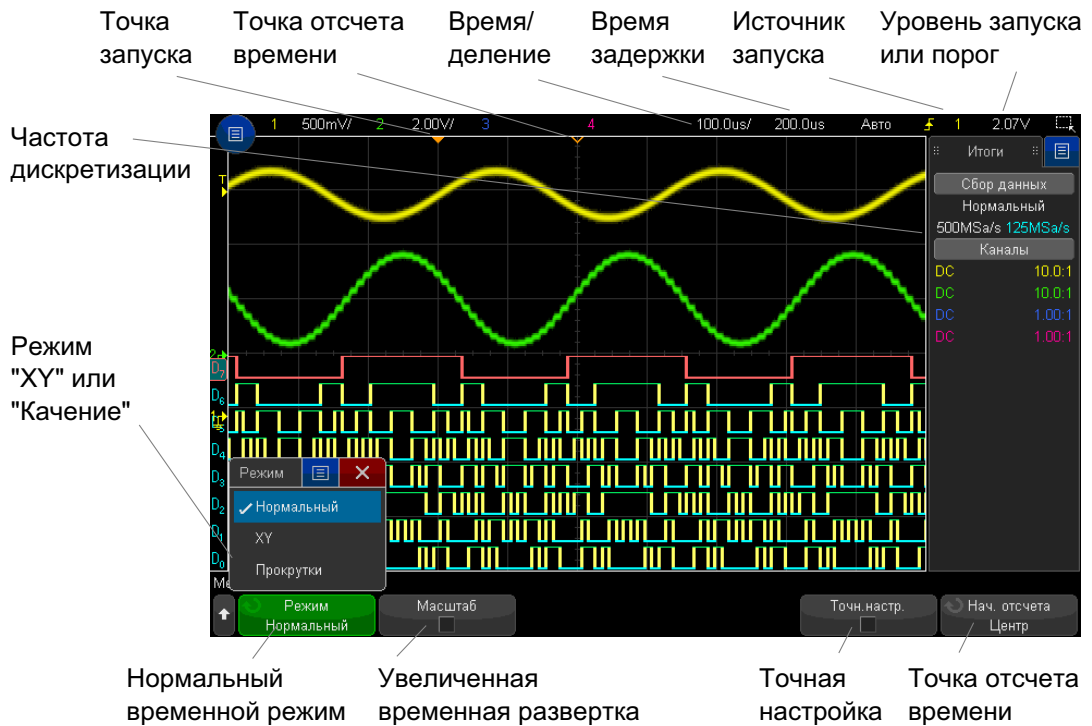 Точка запуска
Точка отсчета времени
Время/ деление
Время задержки
Источник запуска
Уровень запуска или порог
Частота дискретизации
1 500mV/ 2 2.00V/ 3 4 100.0us/ 200.0us Авто 1 2.07V
Итоги
Сбор данных
Нормальный
500MSa/s 125MSa/s
Каналы
DC 10.0:1
DC 10.0:1
DC 1.00:1
DC 1.00:1
T
2
D7
D6
1
D4
D3
D2
D1
D0
Режим "XY" или "Качение"
Режим
Нормальный
XY
Прокрутки
Ме
Режим
Нормальный
Масштаб
Точн.настр.
Нач. отсчета
Центр
Нормальный временной режим
Увеличенная временная развертка
Точная настройка
Точка отсчета времени